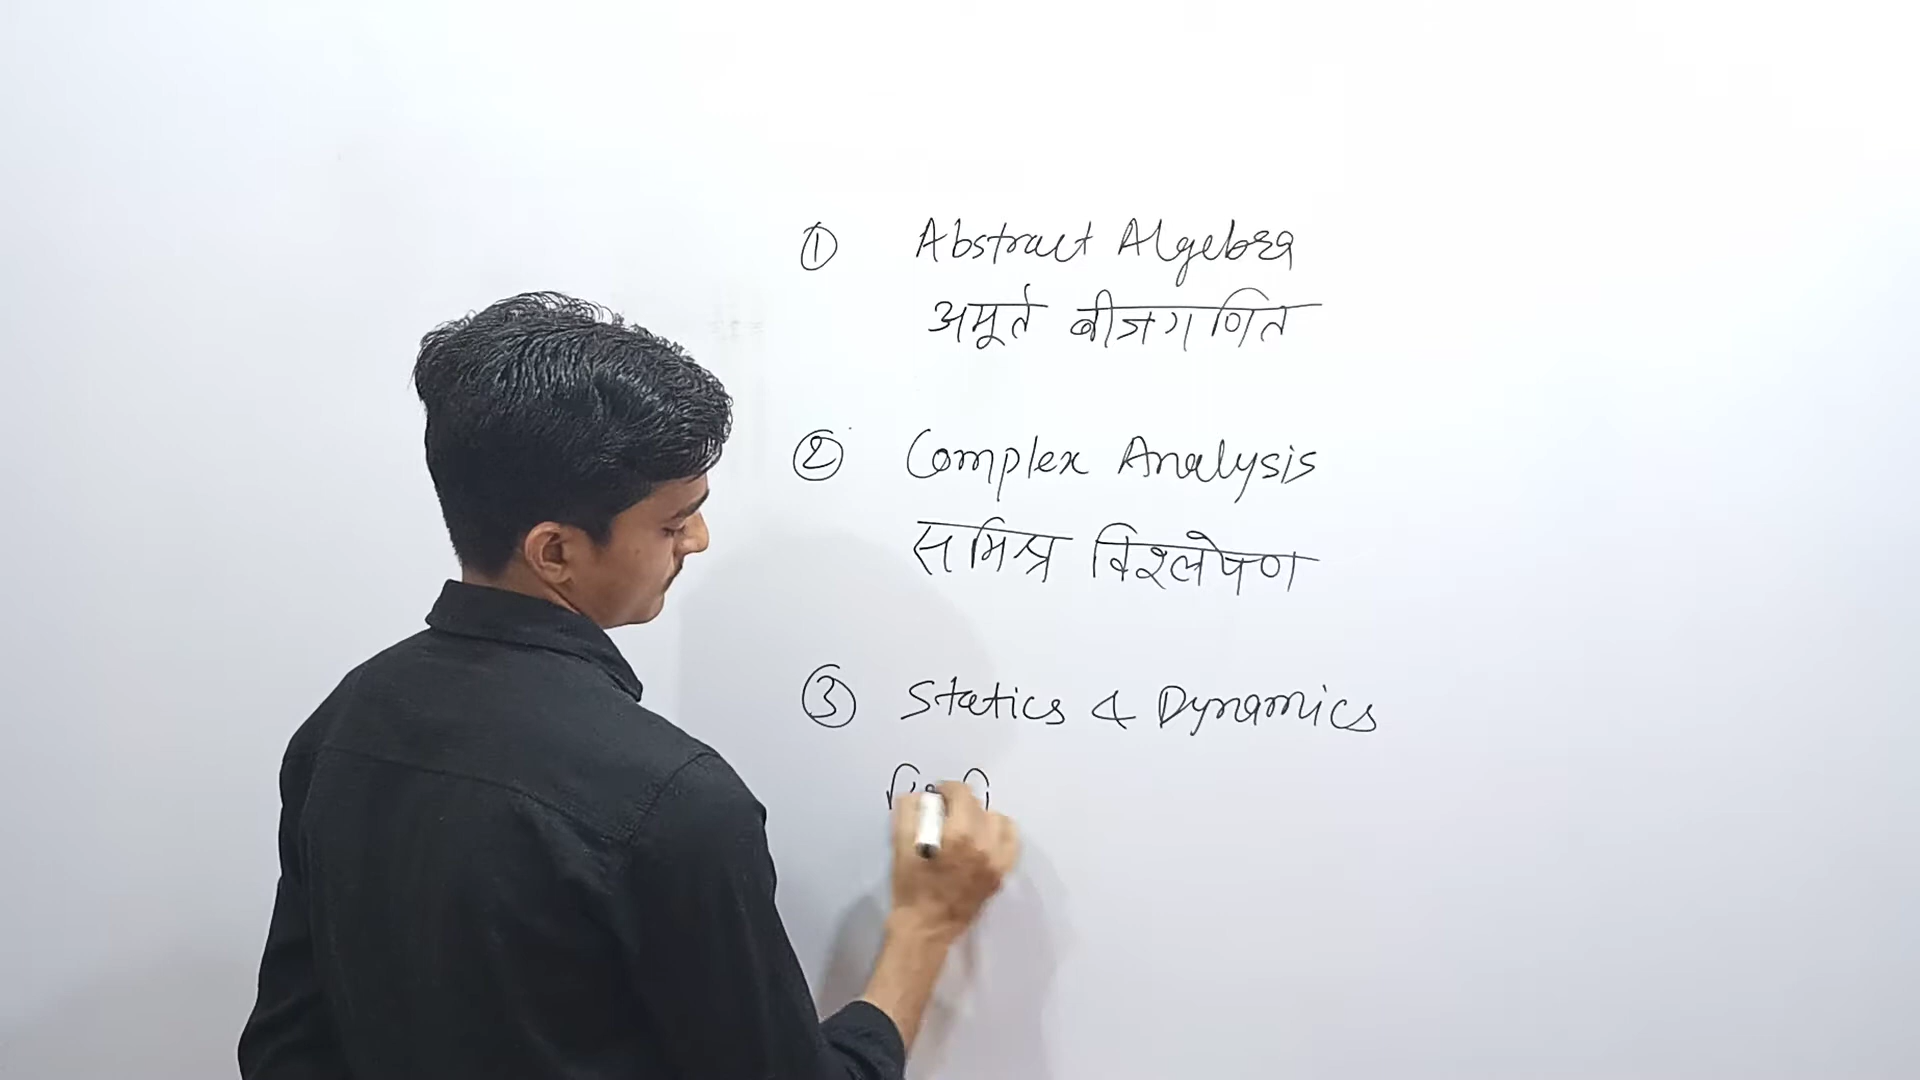 ① Abstract Algebra
अमूर्त बीजगणित
② Complex Analysis
समिश्र विश्लेषण
③ Statics & Dynamics